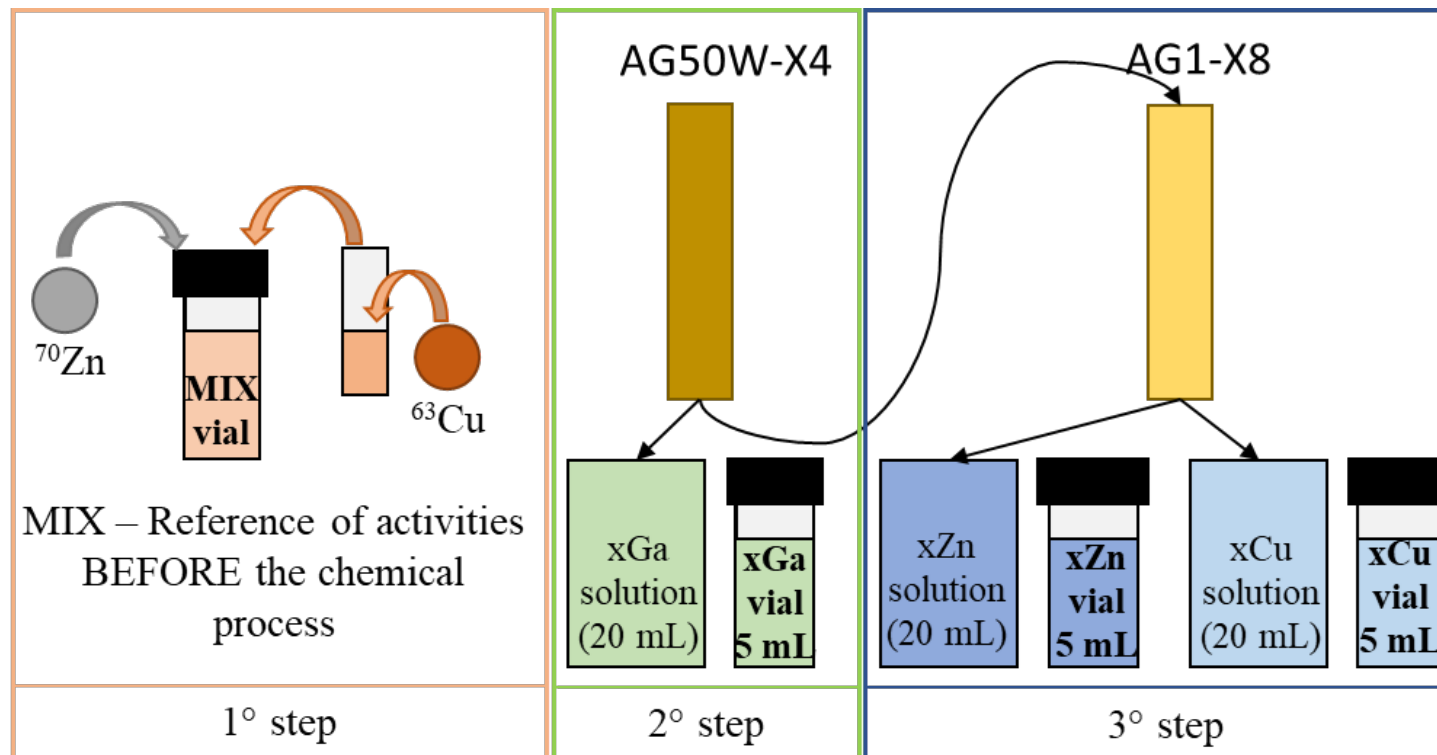 AG50W-X4
AG1-X8
⁷⁰Zn
MIX
vial
⁶³Cu
MIX – Reference of activities
BEFORE the chemical
process
xGa
solution
(20 mL)
xGa
vial
5 mL
xZn
solution
(20 mL)
xZn
vial
5 mL
xCu
solution
(20 mL)
xCu
vial
5 mL
1° step
2° step
3° step